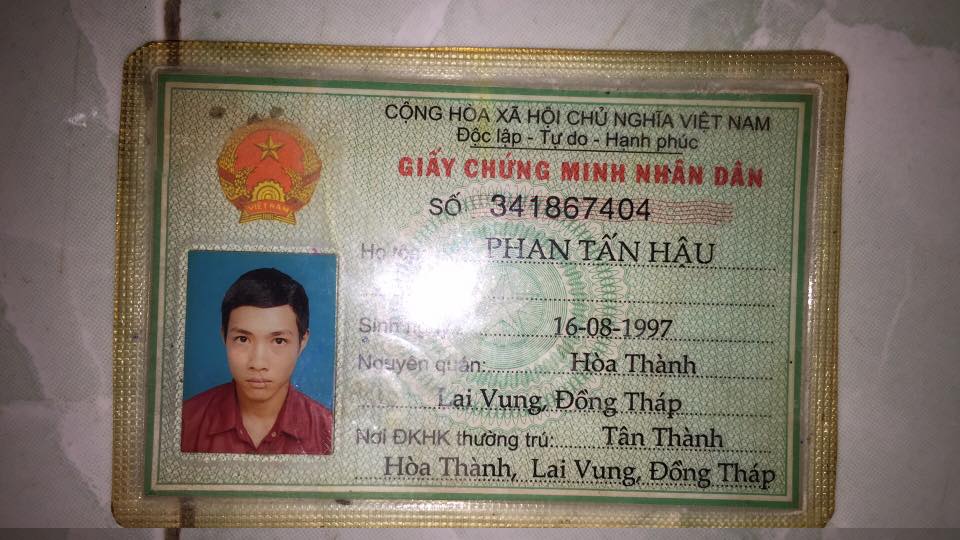 CỘNG HÒA XÃ HỘI CHỦ NGHĨA VIỆT NAM
Độc lập - Tự do - Hạnh phúc
GIẤY CHỨNG MINH NHÂN DÂN
SỐ 341867404
Họ tên PHAN TẤN HẬU
Sinh ngày 16-08-1997
Nguyên quán: Hòa Thành
Lai Vung, Đồng Tháp
Nơi ĐKHK thường trú: Tân Thành
Hòa Thành, Lai Vung, Đồng Tháp
VIỆT NAM